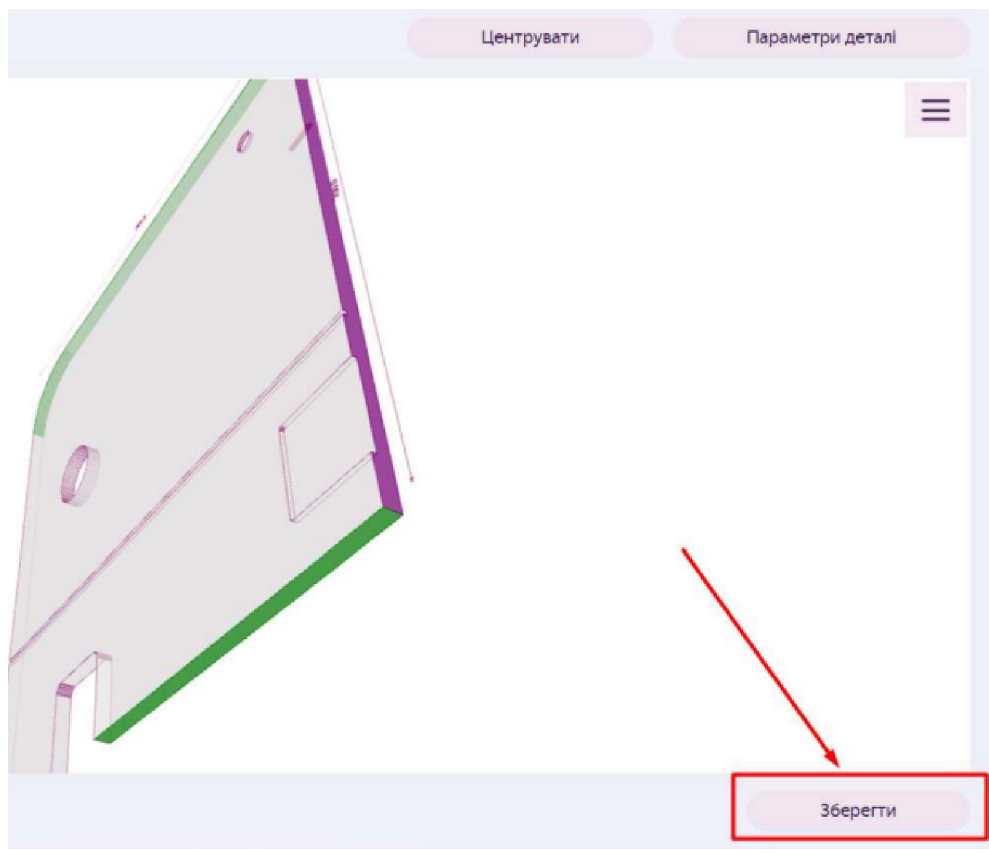 Центрувати
Параметри деталі
Зберегти